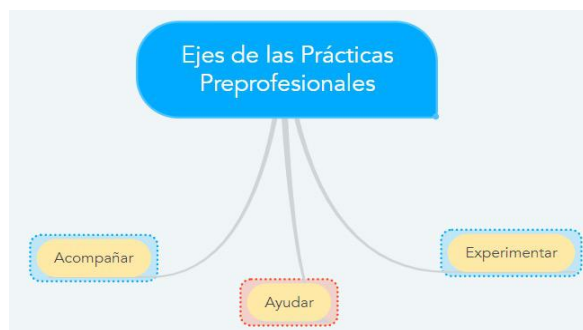 Ejes de las Prácticas
Preprofesionales
Acompañar
Ayudar
Experimentar